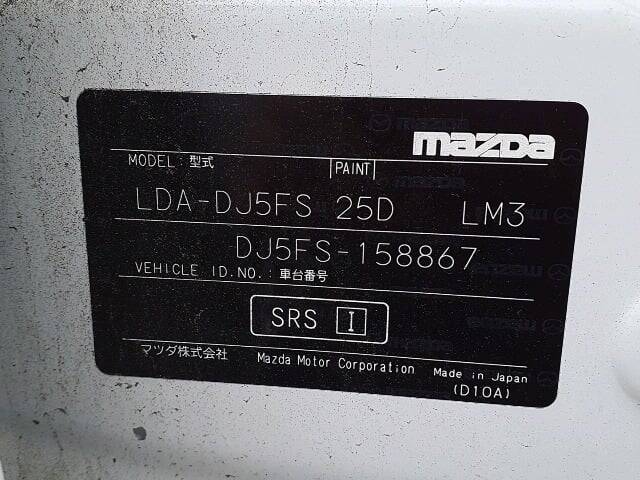 mazda
MODEL:型式 PAINT
LDA-DJ5FS 25D LM3
DJ5FS-158867
VEHICLE ID.NO.:車台番号
SRS I
マツダ株式会社 Mazda Motor Corporation Made in Japan
(D10A)